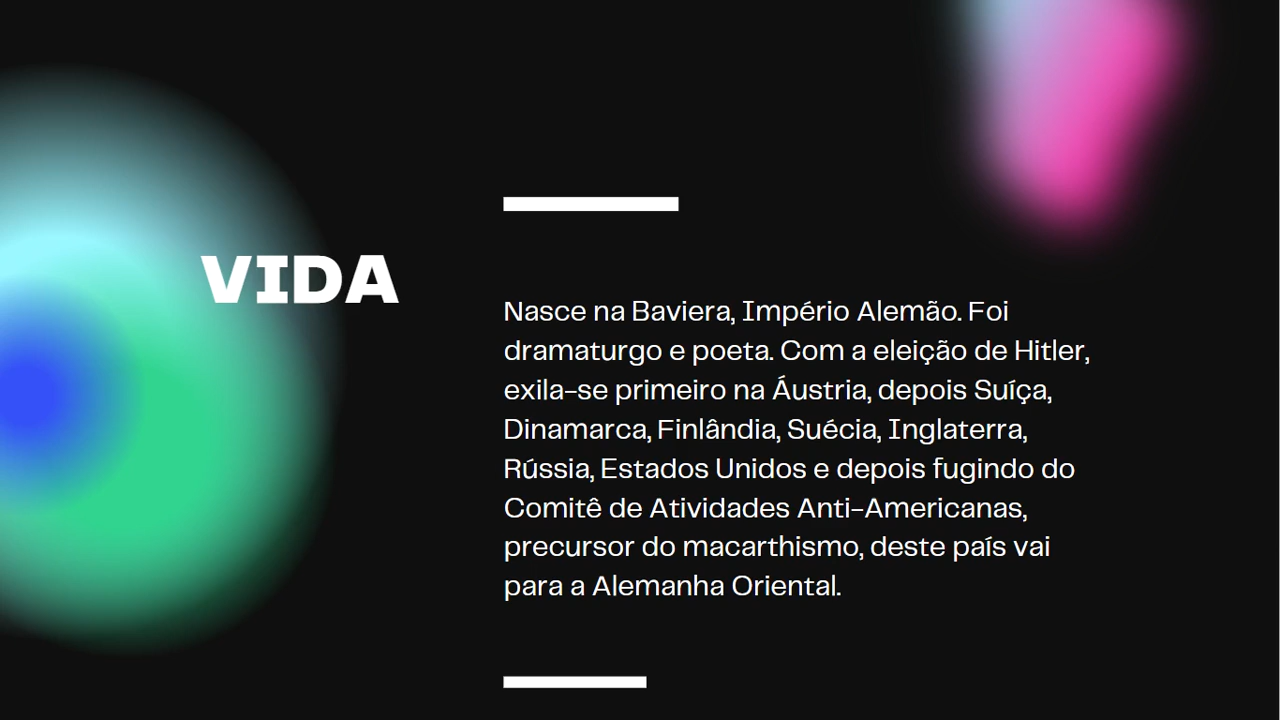 VIDA
Nasce na Baviera, Império Alemão. Foi
dramaturgo e poeta. Com a eleição de Hitler,
exila-se primeiro na Áustria, depois Suíça,
Dinamarca, Finlândia, Suécia, Inglaterra,
Rússia, Estados Unidos e depois fugindo do
Comitê de Atividades Anti-Americanas,
precursor do macarthismo, deste país vai
para a Alemanha Oriental.